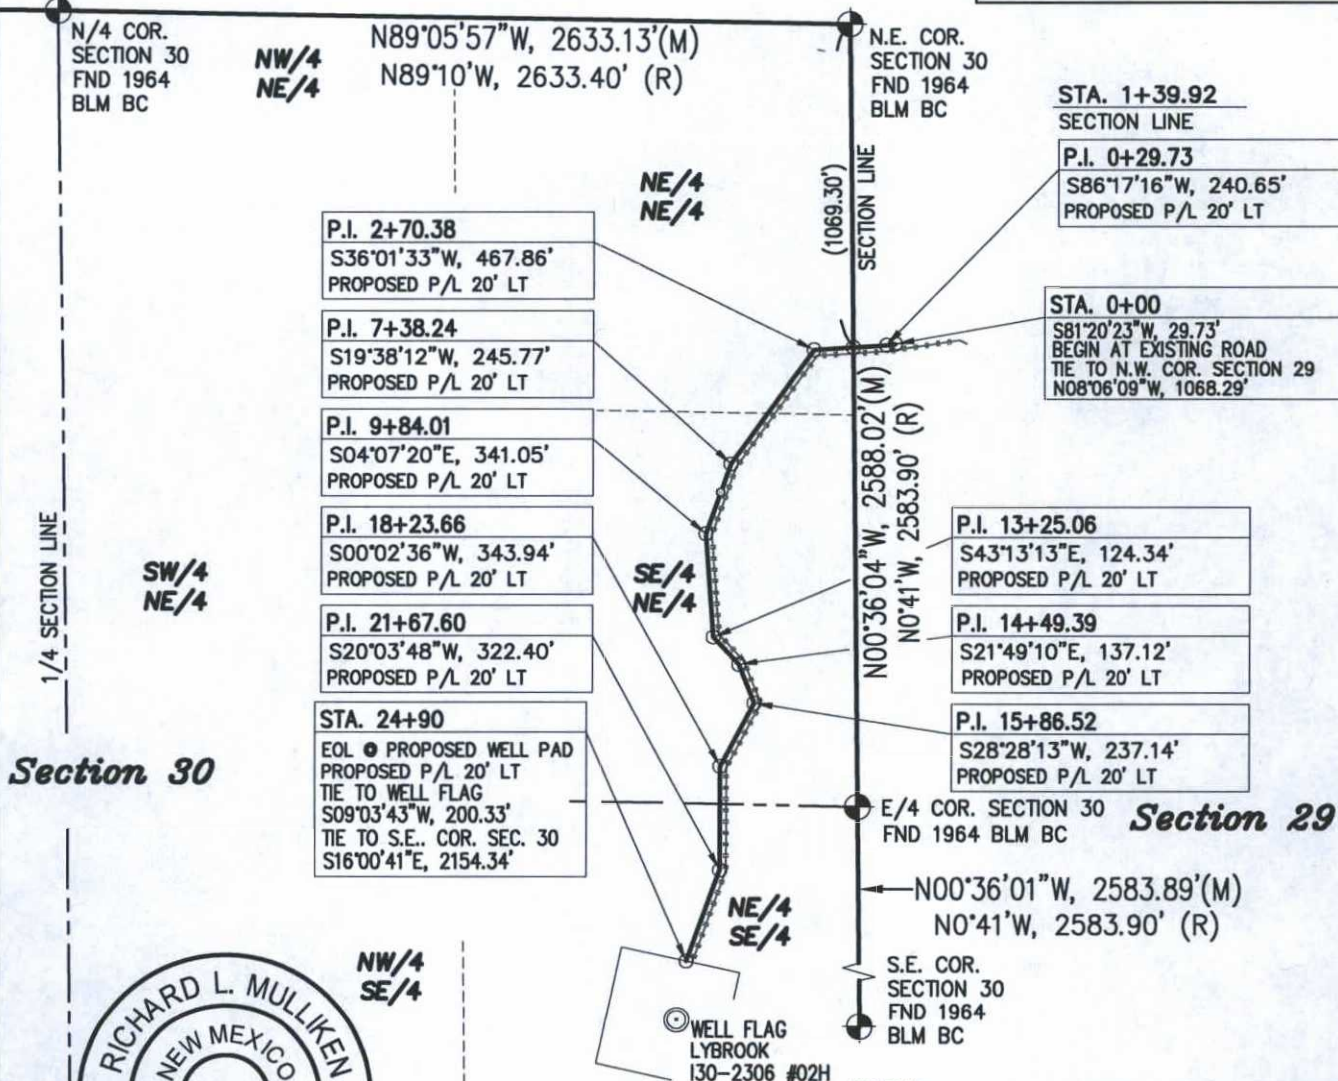 N/4 COR.
SECTION 30
FND 1964
BLM BC
NW/4
NE/4
N89°05'57"W, 2633.13'(M)
N89°10'W, 2633.40' (R)
N.E. COR.
SECTION 30
FND 1964
BLM BC
STA. 1+39.92
SECTION LINE
P.I. 0+29.73
S86°17'16"W, 240.65'
PROPOSED P/L 20' LT
NE/4
NE/4
(1069.30')
SECTION LINE
P.I. 2+70.38
S36°01'33"W, 467.86'
PROPOSED P/L 20' LT
STA. 0+00
S81°20'23"W, 29.73'
BEGIN AT EXISTING ROAD
TIE TO N.W. COR. SECTION 29
N08°06'09"W, 1068.29'
P.I. 7+38.24
S19°38'12"W, 245.77'
PROPOSED P/L 20' LT
P.I. 9+84.01
S04°07'20"E, 341.05'
PROPOSED P/L 20' LT
N00°36'04"W, 2588.02'(M)
N0°41'W, 2583.90' (R)
P.I. 18+23.66
S00°02'36"W, 343.94'
PROPOSED P/L 20' LT
P.I. 13+25.06
S43°13'13"E, 124.34'
PROPOSED P/L 20' LT
1/4 SECTION LINE
SW/4
NE/4
SE/4
NE/4
P.I. 21+67.60
S20°03'48"W, 322.40'
PROPOSED P/L 20' LT
P.I. 14+49.39
S21°49'10"E, 137.12'
PROPOSED P/L 20' LT
STA. 24+90
EOL @ PROPOSED WELL PAD
PROPOSED P/L 20' LT
TIE TO WELL FLAG
S09°03'43"W, 200.33'
TIE TO S.E.. COR. SEC. 30
S16°00'41"E, 2154.34'
P.I. 15+86.52
S28°28'13"W, 237.14'
PROPOSED P/L 20' LT
Section 30
E/4 COR. SECTION 30
FND 1964 BLM BC
Section 29
N00°36'01"W, 2583.89'(M)
N0°41'W, 2583.90' (R)
NE/4
SE/4
NW/4
SE/4
S.E. COR.
SECTION 30
FND 1964
BLM BC
RICHARD L. MULLIKEN
NEW MEXICO
WELL FLAG
LYBROOK
I30-2306 #02H